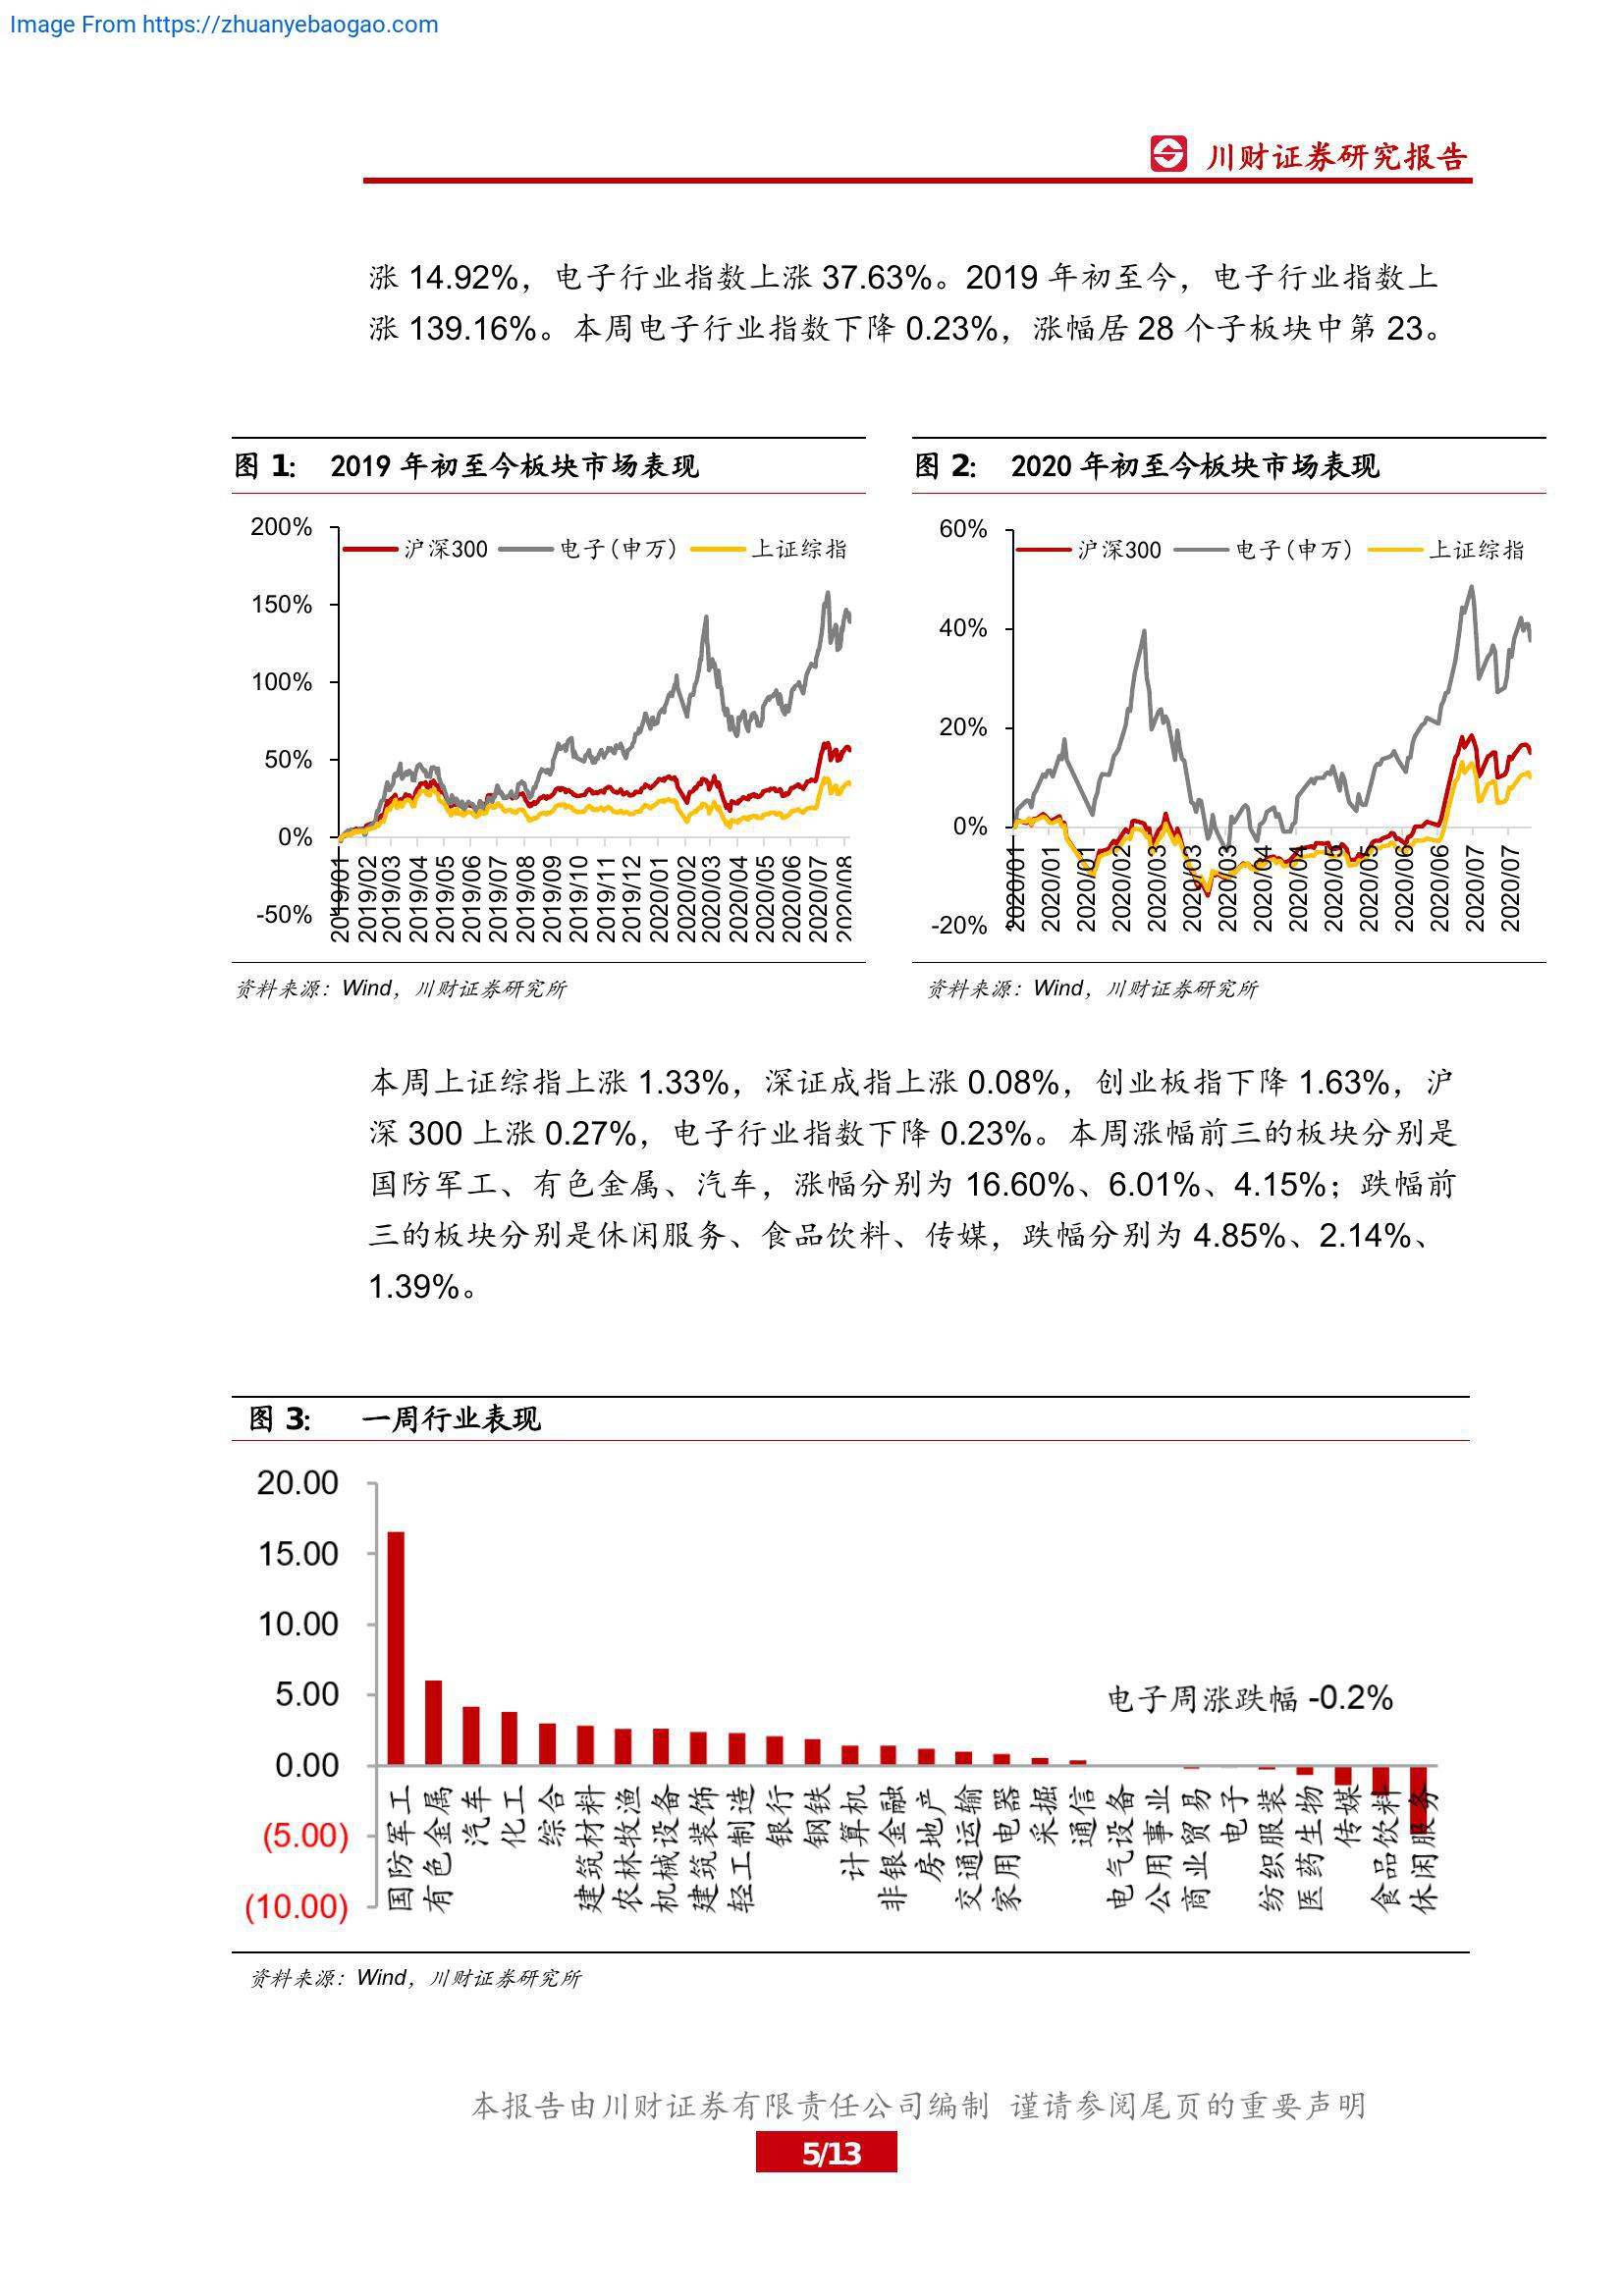 Image From https://zhuanyebaogao.com
川财证券研究报告
涨 14.92%，电子行业指数上涨 37.63%。2019 年初至今，电子行业指数上
涨 139.16%。本周电子行业指数下降 0.23%，涨幅居 28 个子板块中第 23。
图 1： 2019 年初至今板块市场表现
200%
150%
100%
50%
0%
-50%
沪深300 电子(申万) 上证综指
2019/01 2019/02 2019/03 2019/04 2019/05 2019/06 2019/07 2019/08 2019/09 2019/10 2019/11 2019/12 2020/01 2020/02 2020/03 2020/04 2020/05 2020/06 2020/07 2020/08
资料来源：Wind，川财证券研究所
图 2： 2020 年初至今板块市场表现
60%
40%
20%
0%
-20%
沪深300 电子(申万) 上证综指
2020/01 2020/01 2020/01 2020/02 2020/03 2020/03 2020/03 2020/04 2020/04 2020/05 2020/05 2020/06 2020/06 2020/07 2020/07
资料来源：Wind，川财证券研究所
本周上证综指上涨 1.33%，深证成指上涨 0.08%，创业板指下降 1.63%，沪
深 300 上涨 0.27%，电子行业指数下降 0.23%。本周涨幅前三的板块分别是
国防军工、有色金属、汽车，涨幅分别为 16.60%、6.01%、4.15%；跌幅前
三的板块分别是休闲服务、食品饮料、传媒，跌幅分别为 4.85%、2.14%、
1.39%。
图 3： 一周行业表现
20.00
15.00
10.00
5.00
0.00
(5.00)
(10.00)
电子周涨跌幅 -0.2%
国防军工 有色金属 汽车 化工 综合 建筑材料 农林牧渔 机械设备 建筑装饰 轻工制造 银行 钢铁 计算机 非银金融 房地产 交通运输 家用电器 采掘 通信 电气设备 公用事业 商业贸易 电子 纺织服装 医药生物 传媒 食品饮料 休闲服务
资料来源：Wind，川财证券研究所
本报告由川财证券有限责任公司编制 谨请参阅尾页的重要声明
5/13